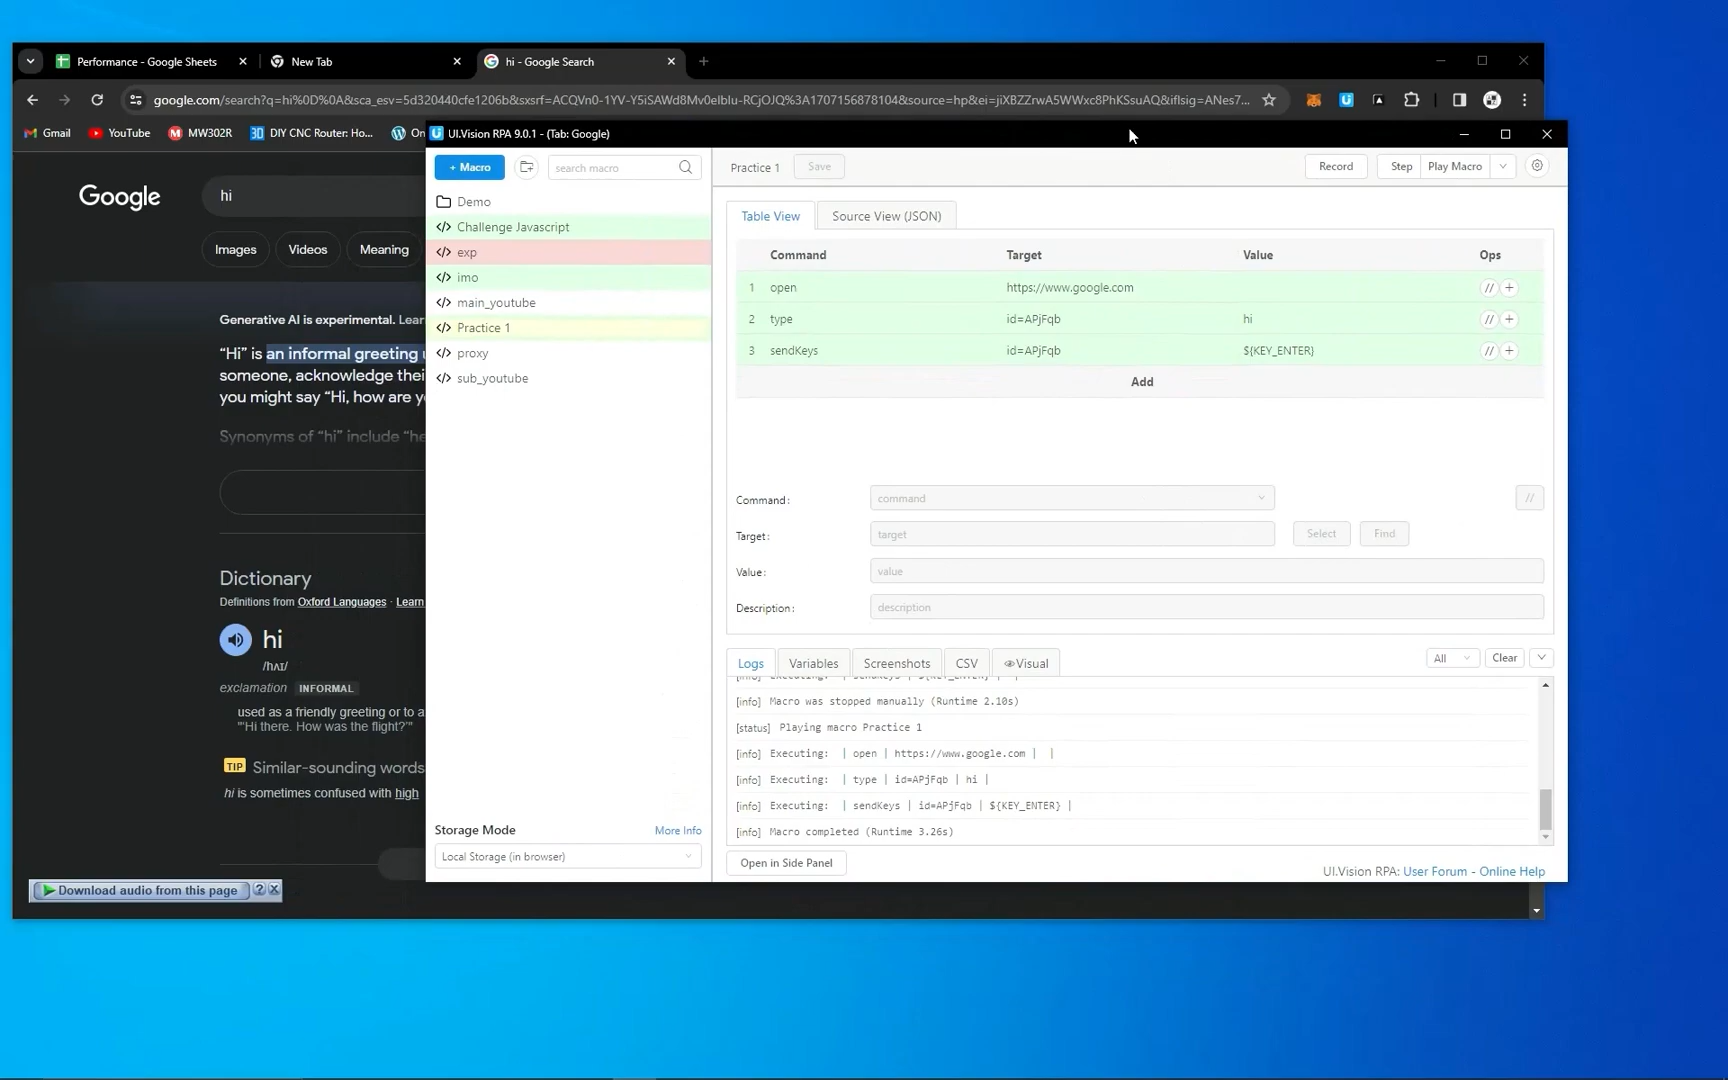 Performance - Google Sheets
New Tab
hi - Google Search
google.com/search?q=hi%0D%0A&sca_esv=5d320440cfe1206b&sxsrf=ACQVn0-1YV-Y5iSAWd8Mv0elblu-RCjOJQ%3A1707156878104&source=hp&ei=jiXBZZrwA5WWxc8PhKSsuAQ&iflsig=ANes7...
Gmail
YouTube
MW302R
DIY CNC Router: Ho...
On
UI.Vision RPA 9.0.1 - (Tab: Google)
Google
hi
Images
Videos
Meaning
Generative AI is experimental. Lear
“Hi” is an informal greeting u
someone, acknowledge thei
you might say “Hi, how are y
Synonyms of “hi” include “he
Dictionary
Definitions from Oxford Languages · Learn
hi
/hʌɪ/
exclamation INFORMAL
used as a friendly greeting or to a
"'Hi there. How was the flight?'"
TIP Similar-sounding words
hi is sometimes confused with high
Download audio from this page ?
+ Macro
search macro
Demo
Challenge Javascript
exp
imo
main_youtube
Practice 1
proxy
sub_youtube
Storage Mode
More Info
Local Storage (in browser)
Practice 1
Save
Record
Step
Play Macro
Table View
Source View (JSON)
Command Target Value Ops
1 open https://www.google.com // +
2 type id=APjFqb hi // +
3 sendKeys id=APjFqb ${KEY_ENTER} // +
Add
Command: command //
Target: target Select Find
Value: value
Description: description
Logs Variables Screenshots CSV Visual All Clear
[info] Executing: | sendKeys | ${KEY_ENTER} | |
[info] Macro was stopped manually (Runtime 2.10s)
[status] Playing macro Practice 1
[info] Executing: | open | https://www.google.com | |
[info] Executing: | type | id=APjFqb | hi |
[info] Executing: | sendKeys | id=APjFqb | ${KEY_ENTER} |
[info] Macro completed (Runtime 3.26s)
Open in Side Panel
UI.Vision RPA: User Forum - Online Help